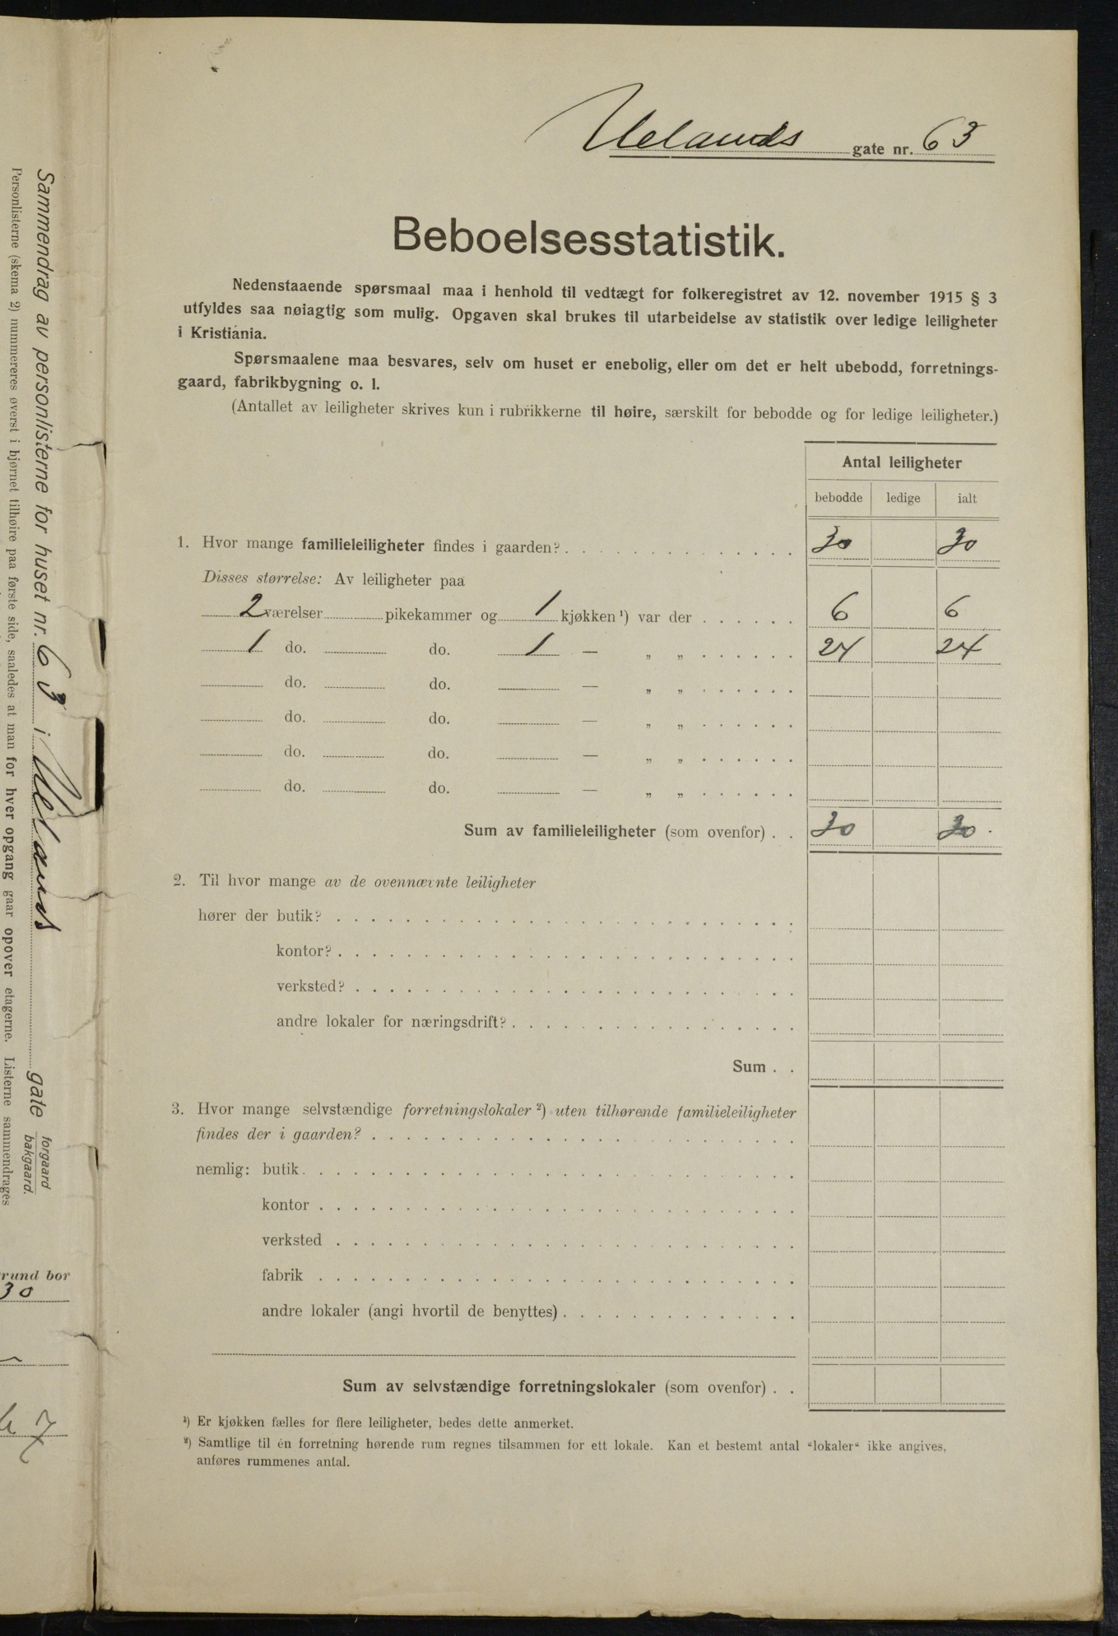 Uelands gate nr. 63
Beboelsesstatistik.
Nedenstaaende spørsmaal maa i henhold til vedtægt for folkeregistret av 12. november 1915 § 3
utfyldes saa nøiagtig som mulig. Opgaven skal brukes til utarbeidelse av statistik over ledige leiligheter
i Kristiania.
Spørsmaalene maa besvares, selv om huset er enebolig, eller om det er helt ubebodd, forretnings-
gaard, fabrikbygning o. l.
(Antallet av leiligheter skrives kun i rubrikkerne til høire, særskilt for bebodde og for ledige leiligheter.)
Antal leiligheter
bebodde ledige ialt
1. Hvor mange familieleiligheter findes i gaarden? 30 30
Disses størrelse: Av leiligheter paa
2 værelser pikekammer og 1 kjøkken ¹) var der 6 6
1 do. do. 1 — „ „ 24 24
do. do. — „ „
do. do. — „ „
do. do. — „ „
do. do. — „ „
Sum av familieleiligheter (som ovenfor) . . 30 30
2. Til hvor mange av de ovennævnte leiligheter
hører der butik?
kontor?
verksted?
andre lokaler for næringsdrift?
Sum . .
3. Hvor mange selvstændige forretningslokaler ²) uten tilhørende familieleiligheter
findes der i gaarden?
nemlig: butik
kontor
verksted
fabrik
andre lokaler (angi hvortil de benyttes)
Sum av selvstændige forretningslokaler (som ovenfor) . .
¹) Er kjøkken fælles for flere leiligheter, bedes dette anmerket.
²) Samtlige til én forretning hørende rum regnes tilsammen for ett lokale. Kan et bestemt antal “lokaler“ ikke angives,
anføres rummenes antal.
Sammendrag av personlisterne for huset nr. 63 i Uelands gate forgaard
bakgaard.
Personlisterne (skema 2) nummereres øverst i hjørnet tilhøire paa første side, saaledes at man for hver opgang gaar opover etagerne. Listerne sammendrages
rund bor
30